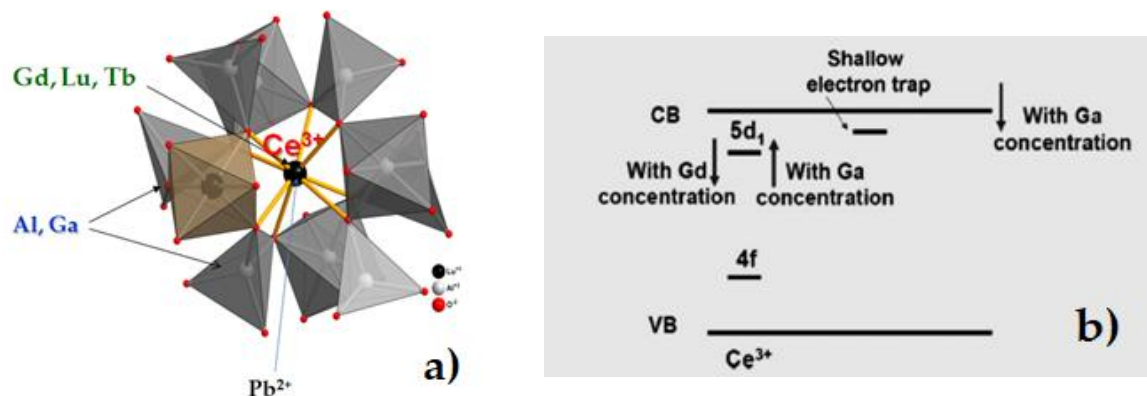 Gd, Lu, Tb
Ce³⁺
Al, Ga
Pb²⁺
a)
Shallow
electron trap
CB
5d₁
With Ga
concentration
With Gd
concentration
With Ga
concentration
4f
VB
Ce³⁺
b)